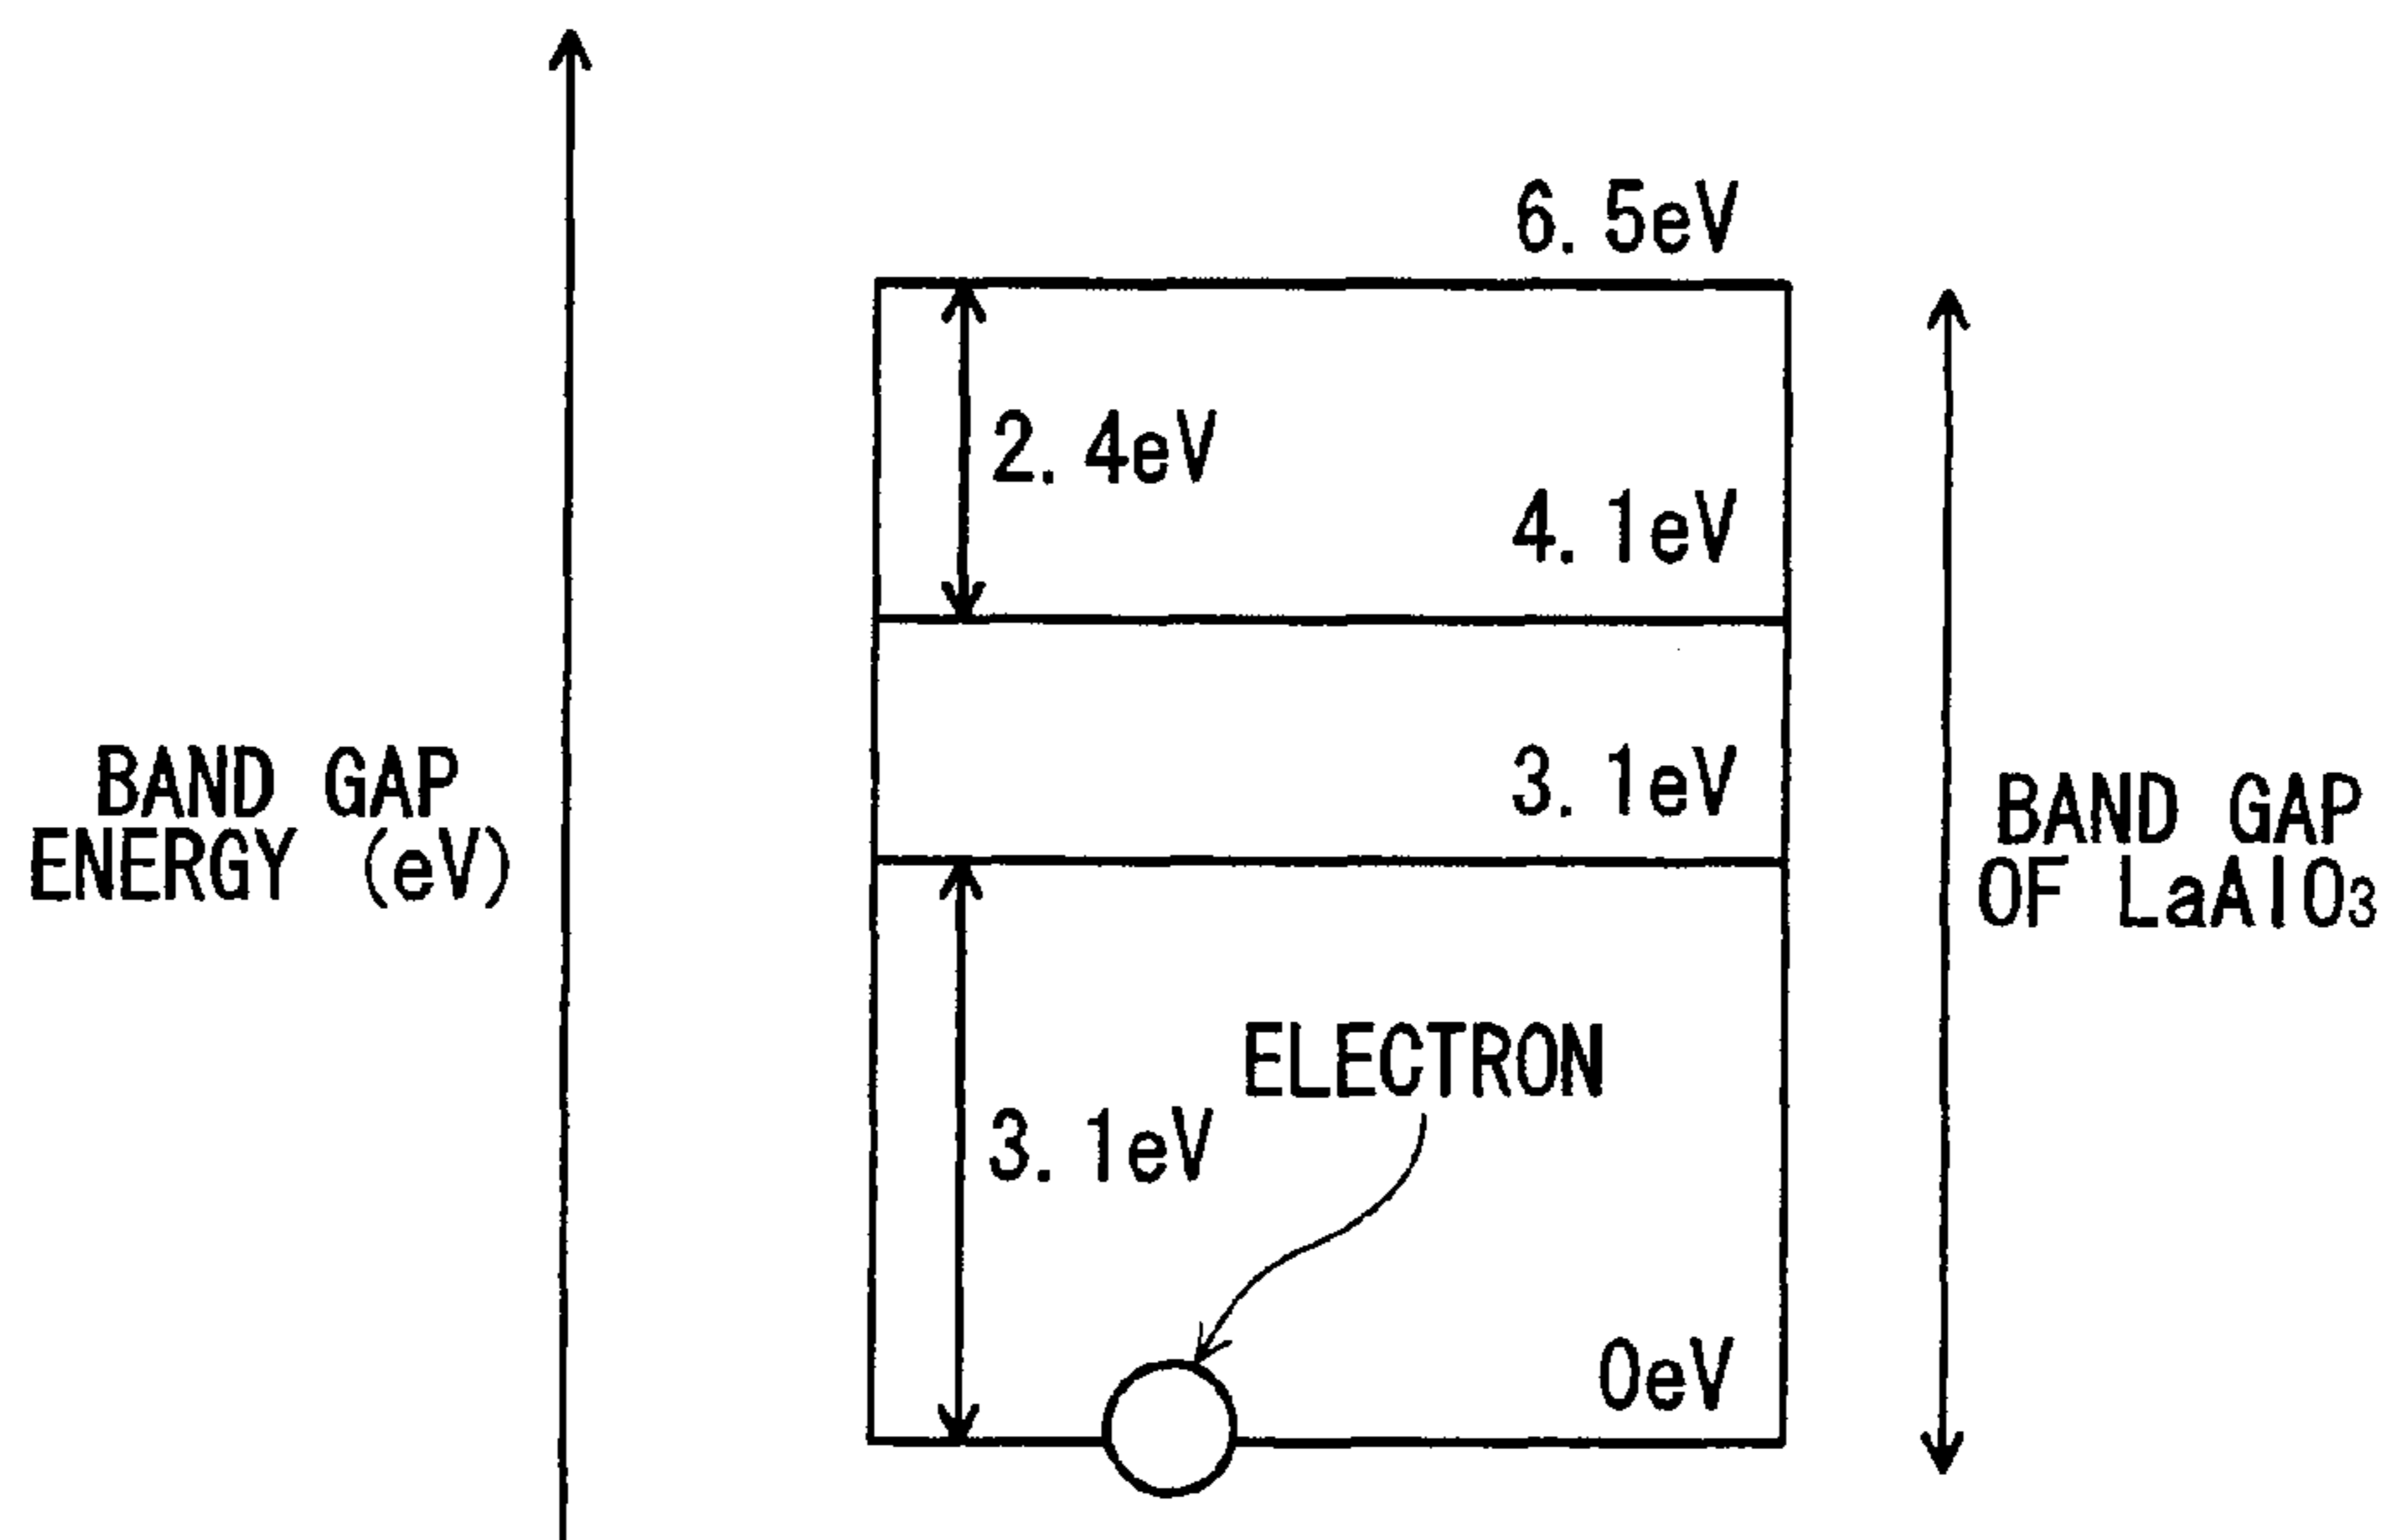 6.5eV
2.4eV
4.1eV
BAND GAP
ENERGY (eV)
3.1eV
BAND GAP
OF LaAlO₃
ELECTRON
3.1eV
0eV